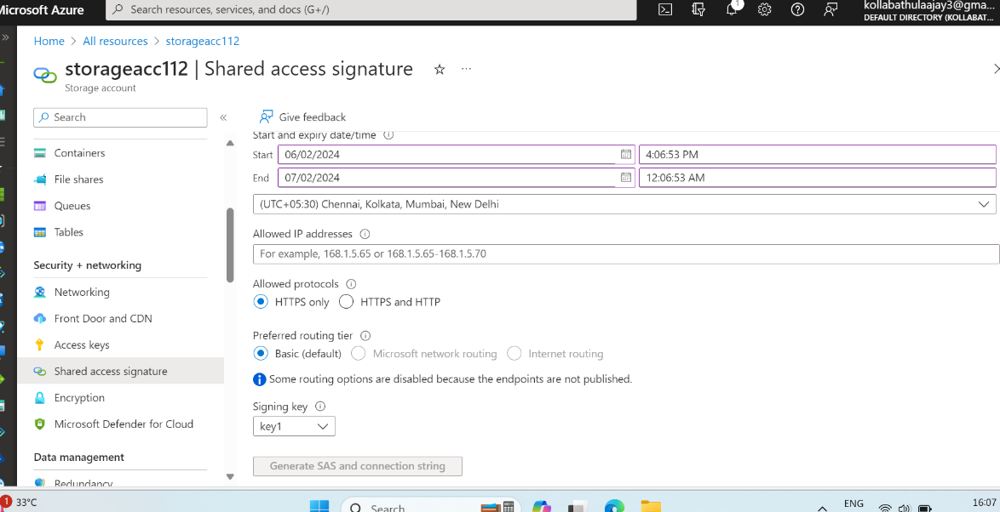 Microsoft Azure
Search resources, services, and docs (G+/)
1
kollabathulaajay3@gma...
DEFAULT DIRECTORY (KOLLABAT...
Home > All resources > storageacc112
storageacc112 | Shared access signature
Storage account
Search
Give feedback
Containers
File shares
Queues
Tables
Security + networking
Networking
Front Door and CDN
Access keys
Shared access signature
Encryption
Microsoft Defender for Cloud
Data management
Redundancy
Start and expiry date/time
Start 06/02/2024 4:06:53 PM
End 07/02/2024 12:06:53 AM
(UTC+05:30) Chennai, Kolkata, Mumbai, New Delhi
Allowed IP addresses
For example, 168.1.5.65 or 168.1.5.65-168.1.5.70
Allowed protocols
HTTPS only HTTPS and HTTP
Preferred routing tier
Basic (default) Microsoft network routing Internet routing
Some routing options are disabled because the endpoints are not published.
Signing key
key1
Generate SAS and connection string
1 33°C
Search
ENG
16:07